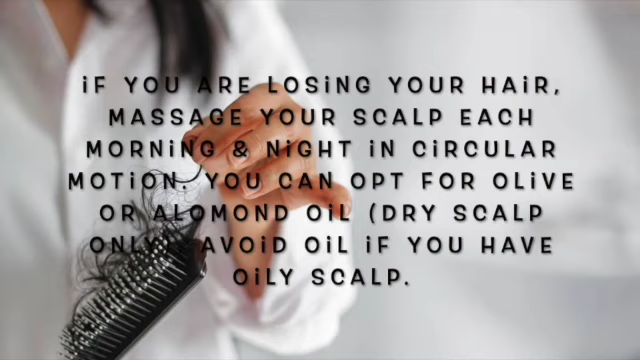 iF YOU ARE LOSiNG YOUR HAiR,
MASSAGE YOUR SCALP EACH
MORNiNG & NiGHT iN CiRCULAR
MOTiON. YOU CAN OPT FOR OLiVE
OR ALOMOND OiL (DRY SCALP
ONLY). AVOiD OiL iF YOU HAVE
OiLY SCALP.